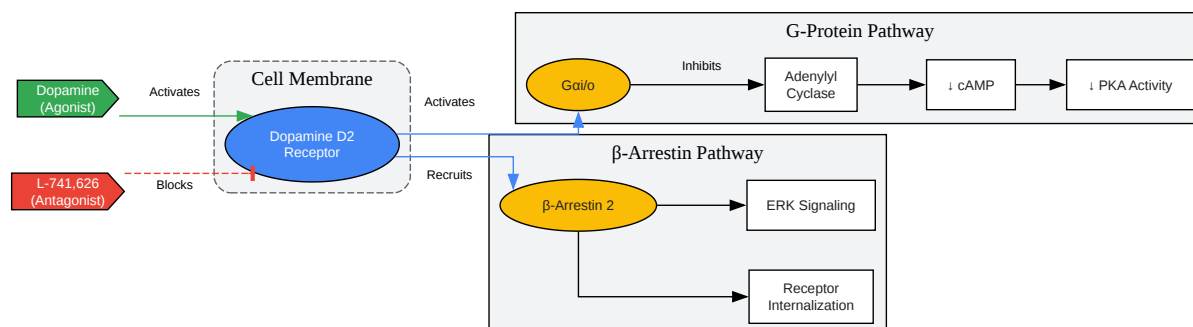 G-Protein Pathway
Cell Membrane
Dopamine
(Agonist)
Activates
Activates
Gαi/o
Inhibits
Adenylyl
Cyclase
↓ cAMP
↓ PKA Activity
Dopamine D2
Receptor
β-Arrestin Pathway
L-741,626
(Antagonist)
Blocks
Recruits
β-Arrestin 2
ERK Signaling
Receptor
Internalization